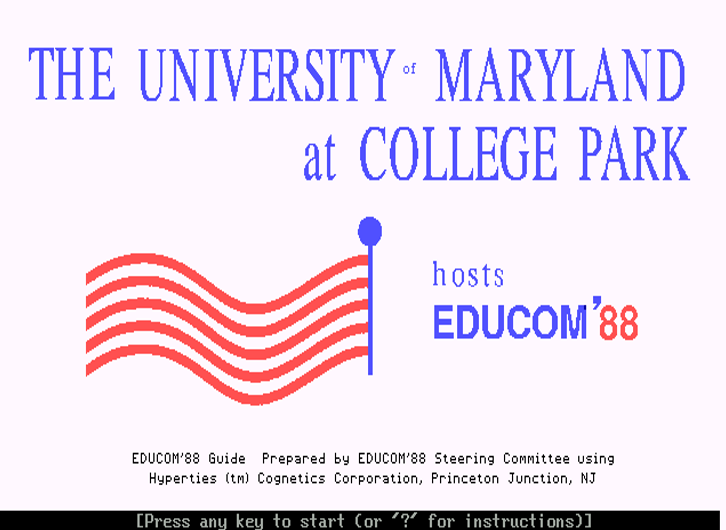 THE UNIVERSITY of MARYLAND
at COLLEGE PARK
hosts
EDUCOM'88
EDUCOM'88 Guide Prepared by EDUCOM'88 Steering Committee using
Hyperties (tm) Cognetics Corporation, Princeton Junction, NJ
[Press any key to start (or '?' for instructions)]